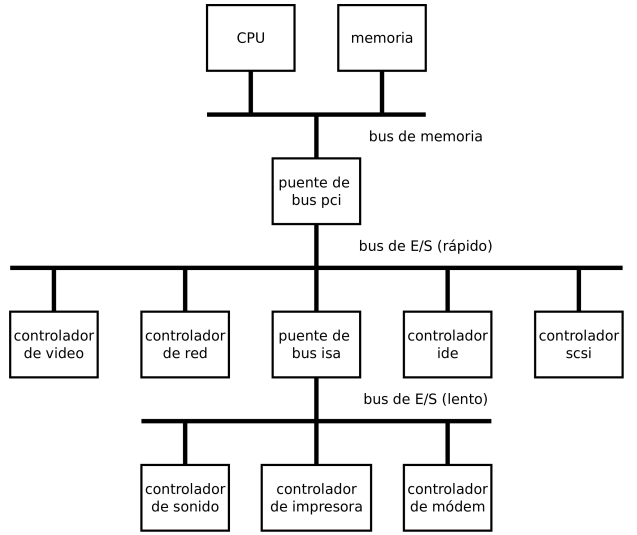 CPU
memoria
bus de memoria
puente de
bus pci
bus de E/S (rápido)
controlador
de video
controlador
de red
puente de
bus isa
controlador
ide
controlador
scsi
bus de E/S (lento)
controlador
de sonido
controlador
de impresora
controlador
de módem